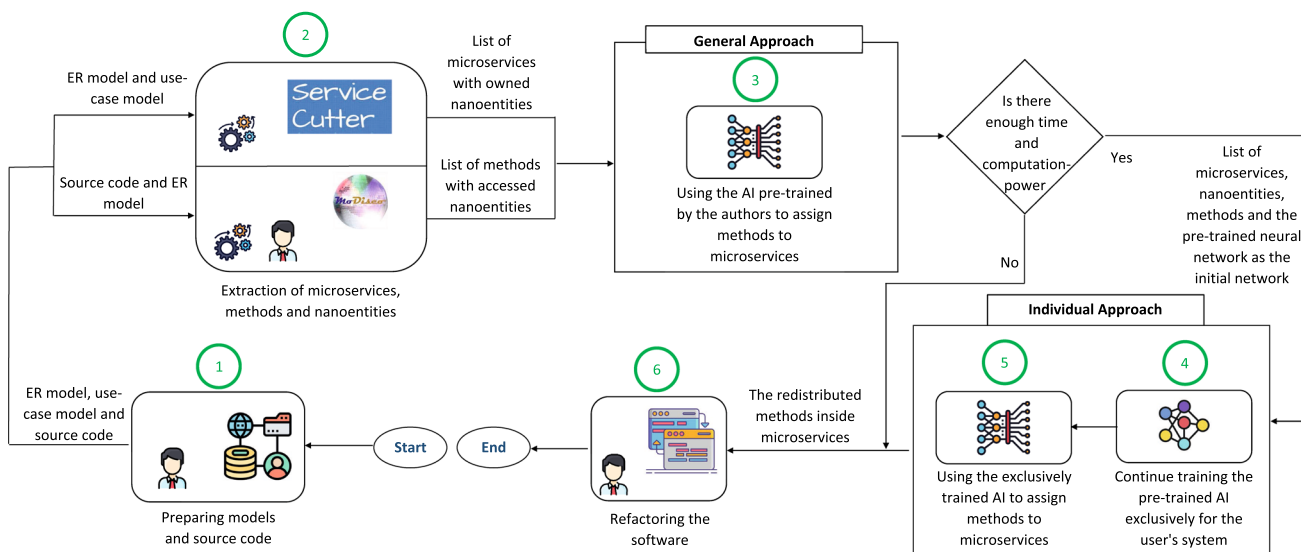 2
ER model and use-
case model
Service
Cutter
Source code and ER
model
MoDisco
Extraction of microservices,
methods and nanoentities
List of
microservices
with owned
nanoentities
List of methods
with accessed
nanoentities
General Approach
3
Using the AI pre-trained
by the authors to assign
methods to
microservices
Is there
enough time
and
computation-
power
Yes
No
List of
microservices,
nanoentities,
methods and the
pre-trained neural
network as the
initial network
Individual Approach
4
Continue training the
pre-trained AI
exclusively for the
user's system
5
Using the exclusively
trained AI to assign
methods to
microservices
The redistributed
methods inside
microservices
6
Refactoring the
software
End
Start
1
Preparing models
and source code
ER model, use-
case model and
source code